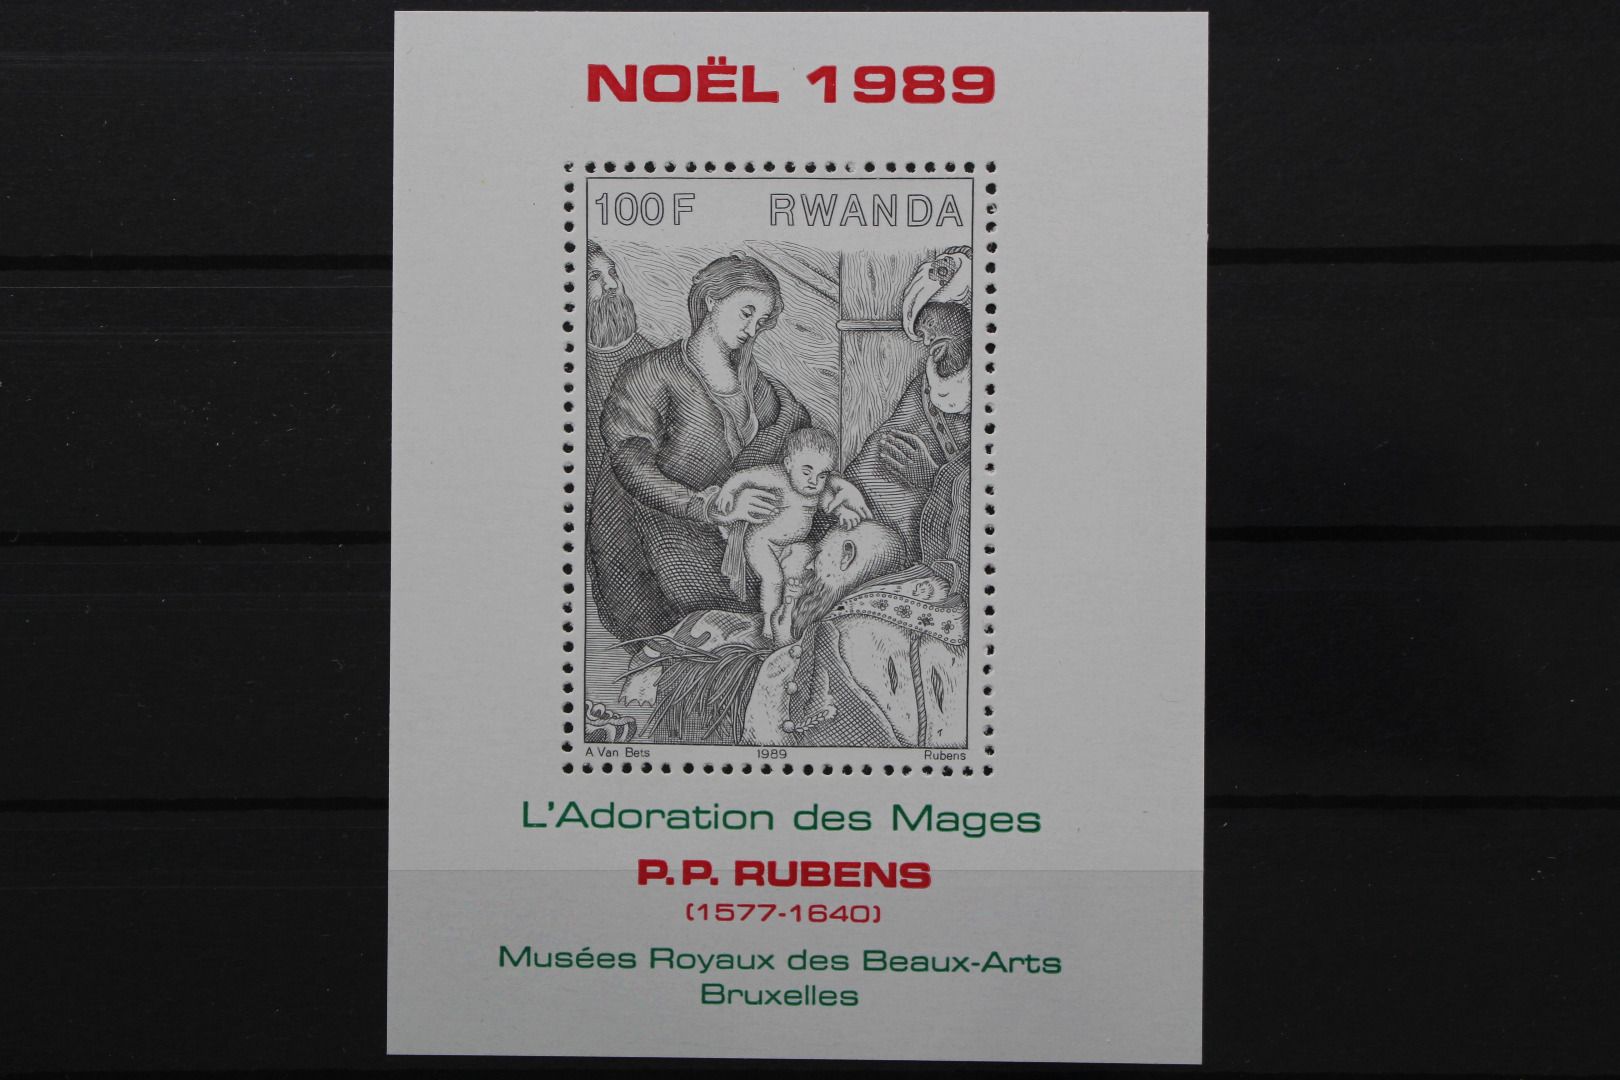 NOËL 1989
100F RWANDA
A Van Bets 1989 Rubens
L'Adoration des Mages
P.P. RUBENS
(1577-1640)
Musées Royaux des Beaux-Arts
Bruxelles